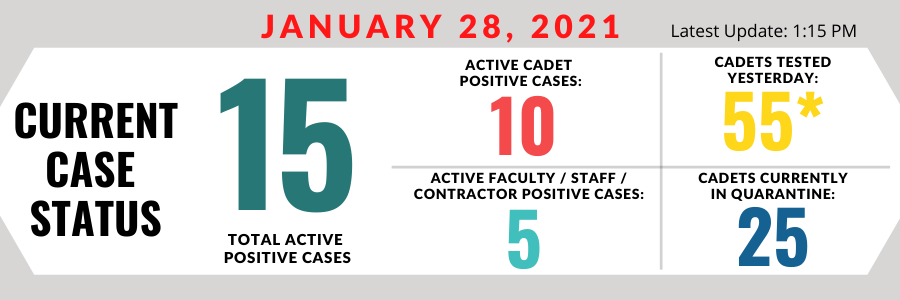 JANUARY 28, 2021
Latest Update: 1:15 PM
CURRENT
CASE
STATUS
15
TOTAL ACTIVE
POSITIVE CASES
ACTIVE CADET
POSITIVE CASES:
10
CADETS TESTED
YESTERDAY:
55*
ACTIVE FACULTY / STAFF /
CONTRACTOR POSITIVE CASES:
5
CADETS CURRENTLY
IN QUARANTINE:
25